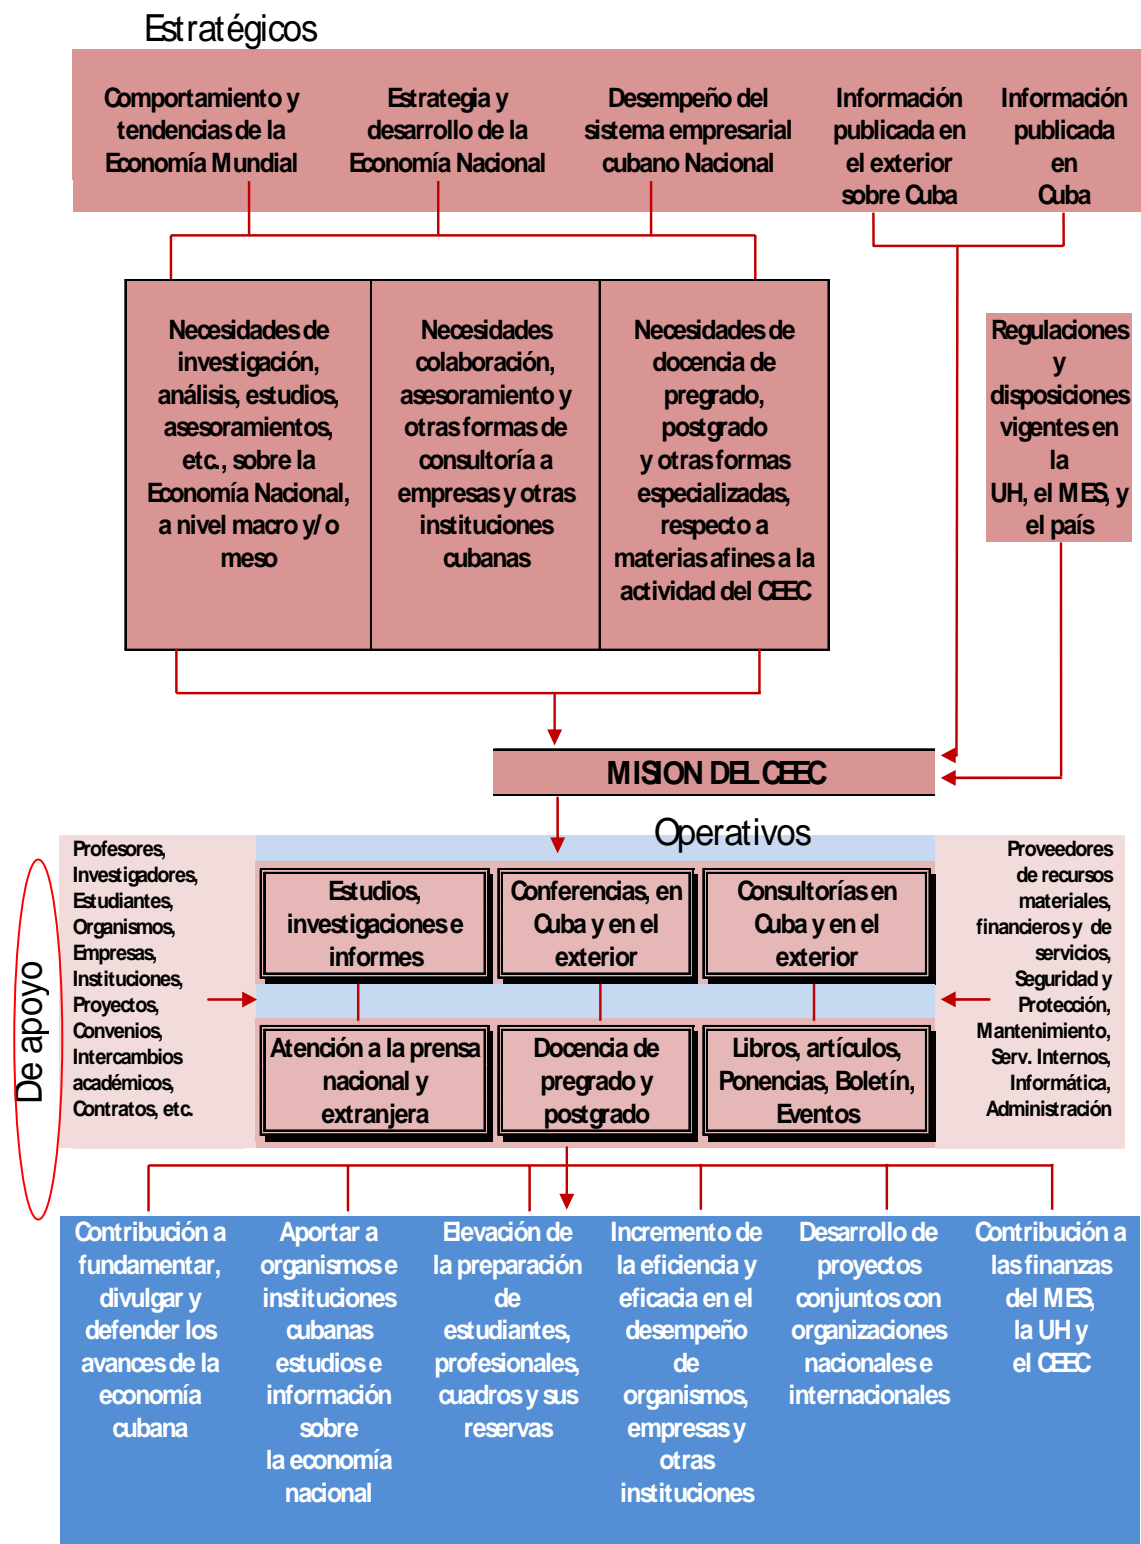 Estratégicos
Comportamiento y
tendencias de la
Economía Mundial
Estrategia y
desarrollo de la
Economía Nacional
Desempeño del
sistema empresarial
cubano Nacional
Información
publicada en
el exterior
sobre Cuba
Información
publicada
en
Cuba
Necesidades de
investigación,
análisis, estudios,
asesoramientos,
etc., sobre la
Economía Nacional,
a nivel macro y/o
meso
Necesidades
colaboración,
asesoramiento y
otras formas de
consultoría a
empresas y otras
instituciones
cubanas
Necesidades de
docencia de
pregrado,
postgrado
y otras formas
especializadas,
respecto a
materias afines a la
actividad del CEEC
Regulaciones
y
disposiciones
vigentes en
la
UH, el MES, y
el país
MISION DEL CEEC
Operativos
De apoyo
Profesores,
Investigadores,
Estudiantes,
Organismos,
Empresas,
Instituciones,
Proyectos,
Convenios,
Intercambios
académicos,
Contratos, etc.
Estudios,
investigaciones e
informes
Conferencias, en
Cuba y en el
exterior
Consultorías en
Cuba y en el
exterior
Atención a la prensa
nacional y
extranjera
Docencia de
pregrado y
postgrado
Libros, artículos,
Ponencias, Boletín,
Eventos
Proveedores
de recursos
materiales,
financieros y de
servicios,
Seguridad y
Protección,
Mantenimiento,
Serv. Internos,
Informática,
Administración
Contribución a
fundamentar,
divulgar y
defender los
avances de la
economía
cubana
Aportar a
organismos e
instituciones
cubanas
estudios e
información
sobre
la economía
nacional
Elevación de
la preparación
de
estudiantes,
profesionales,
cuadros y sus
reservas
Incremento de
la eficiencia y
eficacia en el
desempeño
de
organismos,
empresas y
otras
instituciones
Desarrollo de
proyectos
conjuntos con
organizaciones
nacionales e
internacionales
Contribución a
las finanzas
del MES,
la UH y
el CEEC